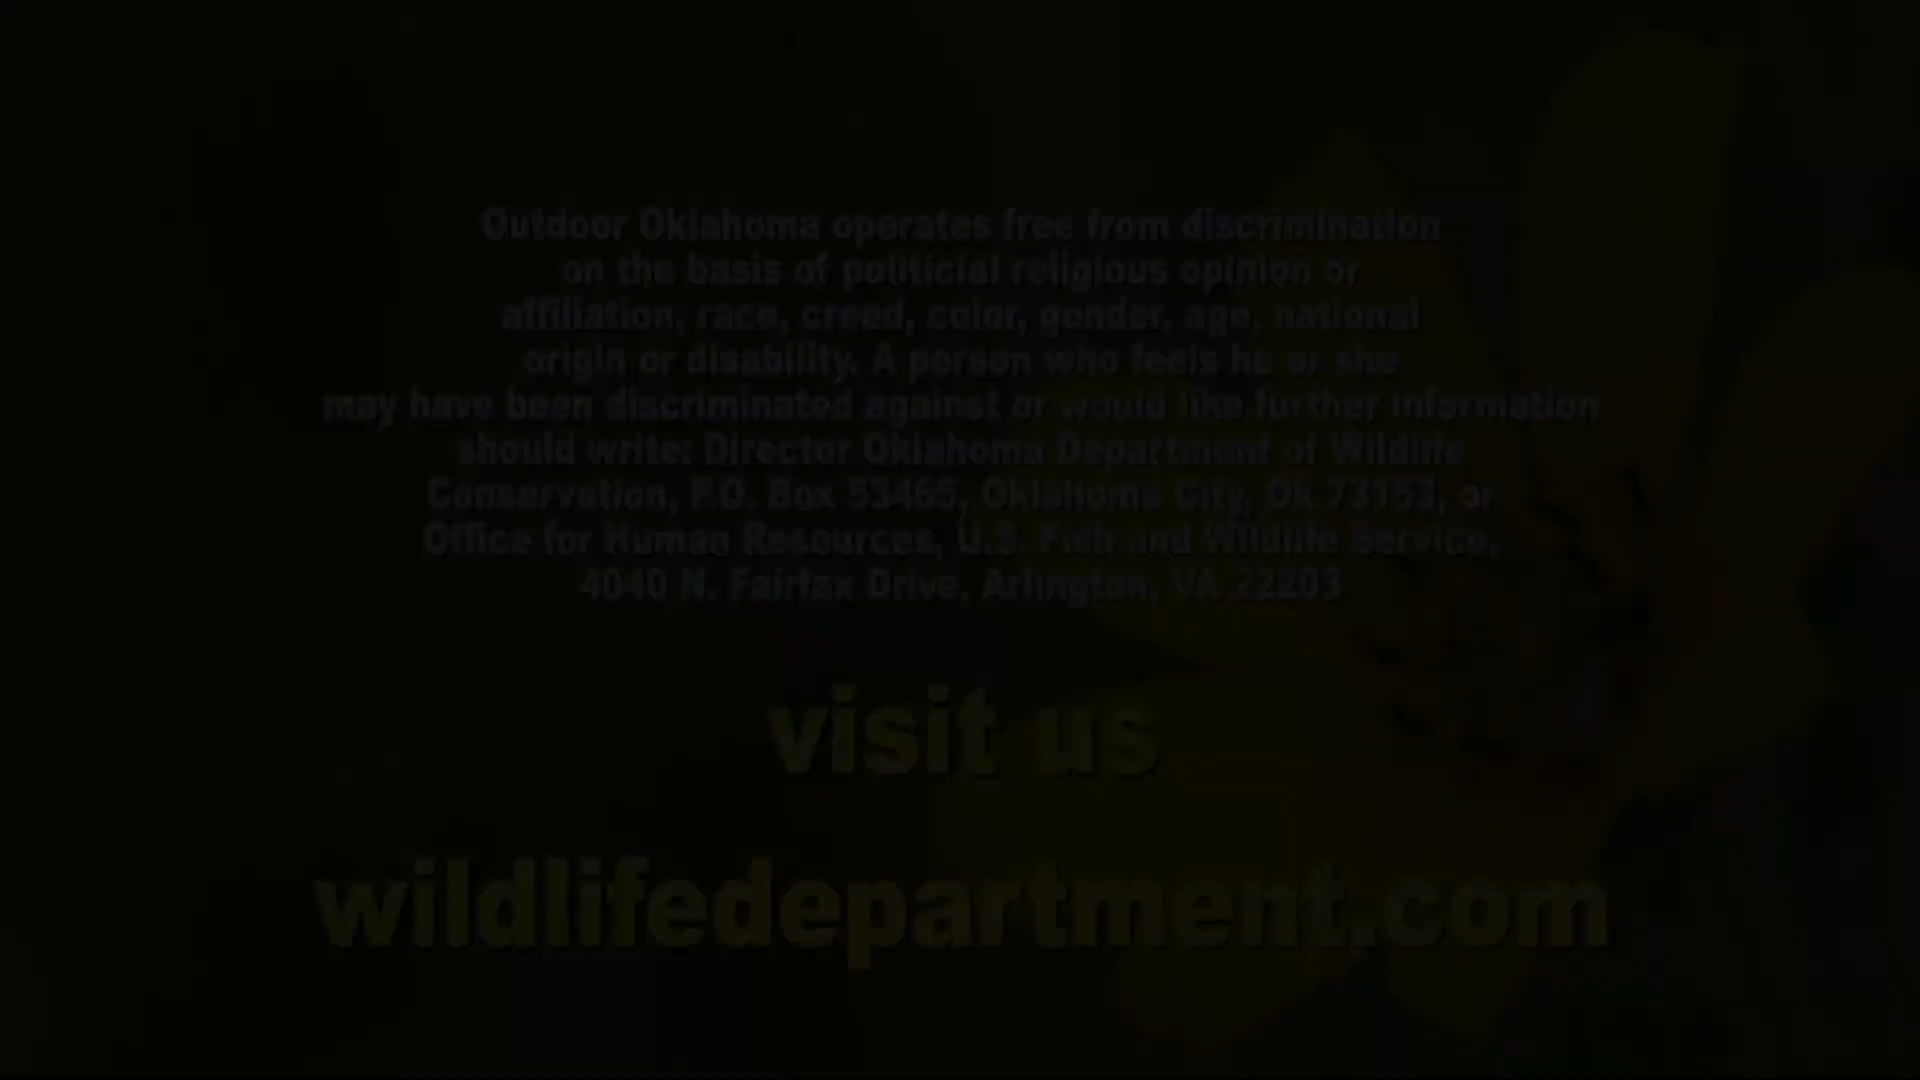 Outdoor Oklahoma operates free from discrimination
on the basis of politicial religious opinion or
affiliation, race, creed, color, gender, age, national
origin or disability. A person who feels he or she
may have been discriminated against or would like further information
should write: Director Oklahoma Department of Wildlife
Conservation, P.O. Box 53465, Oklahoma City, Ok 73152, or
Office for Human Resources, U.S. Fish and Wildlife Service,
4040 N. Fairfax Drive, Arlington, VA 22203
visit us
wildlifedepartment.com